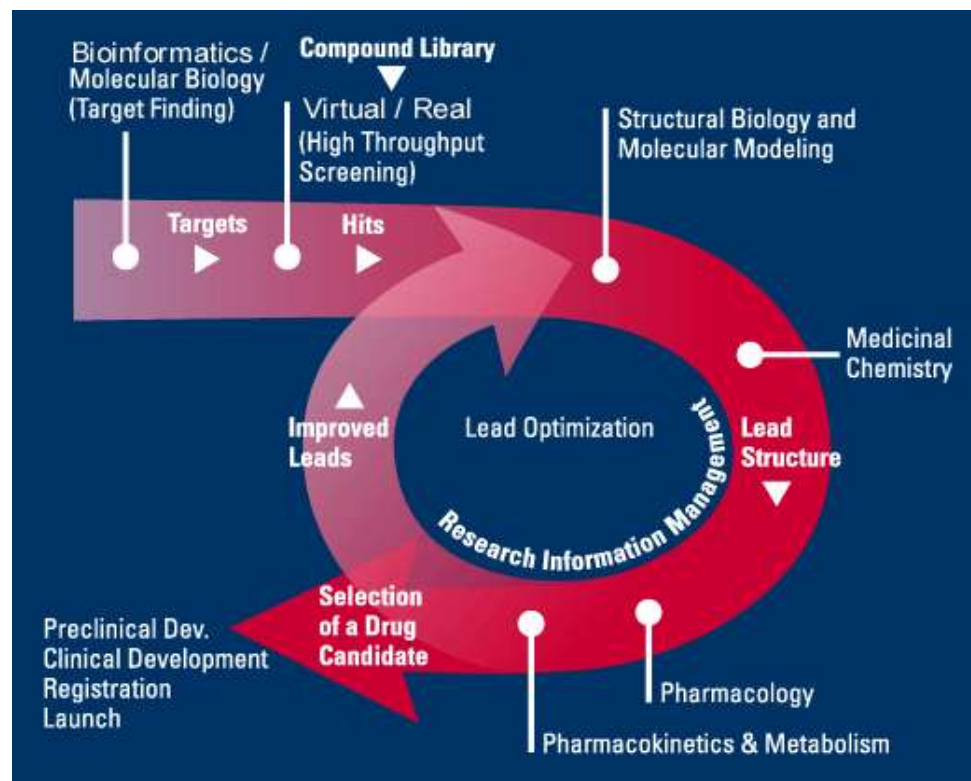 Bioinformatics /
Molecular Biology
(Target Finding)
Compound Library
Virtual / Real
(High Throughput
Screening)
Structural Biology and
Molecular Modeling
Targets
Hits
Medicinal
Chemistry
Improved
Leads
Lead Optimization
Lead
Structure
Research Information Management
Selection
of a Drug
Candidate
Preclinical Dev.
Clinical Development
Registration
Launch
Pharmacology
Pharmacokinetics & Metabolism